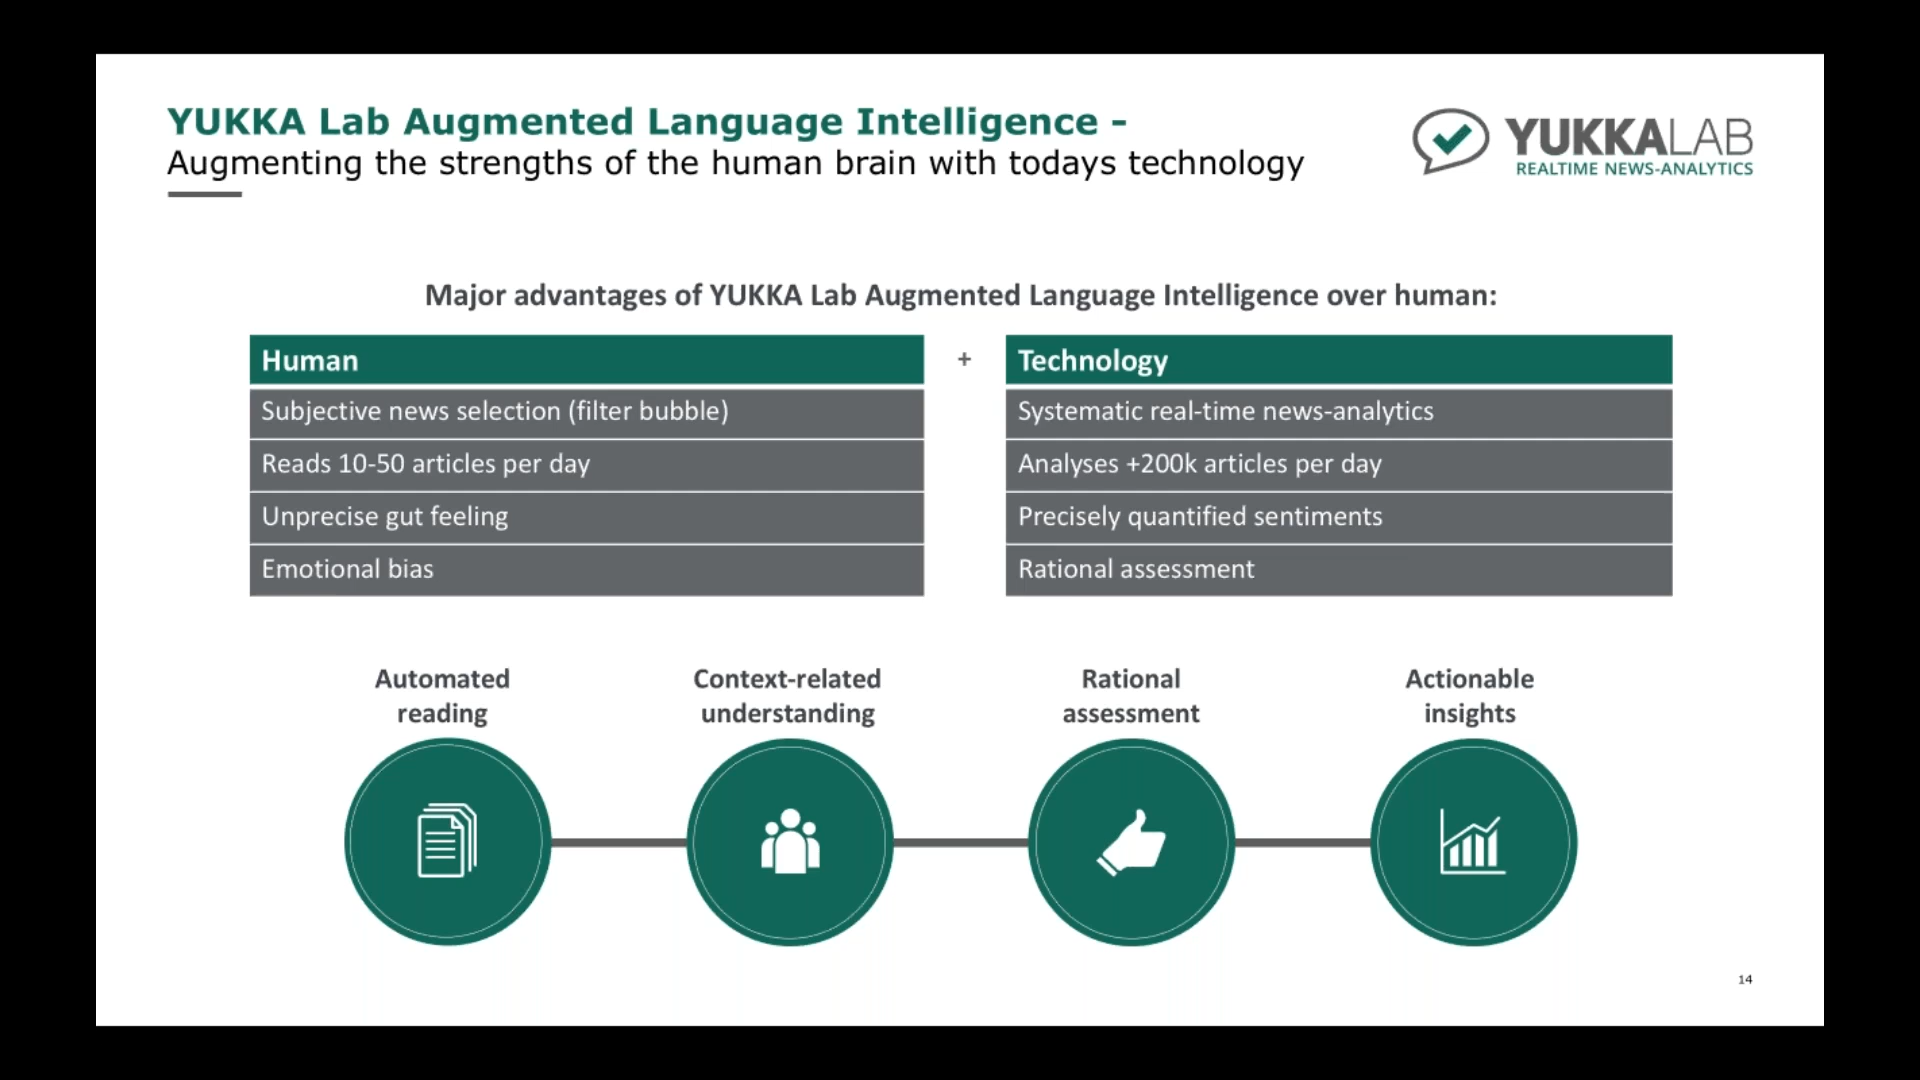 YUKKA Lab Augmented Language Intelligence -
Augmenting the strengths of the human brain with todays technology
YUKKALAB
REALTIME NEWS-ANALYTICS
Major advantages of YUKKA Lab Augmented Language Intelligence over human:
Human
+
Technology
Subjective news selection (filter bubble)
Systematic real-time news-analytics
Reads 10-50 articles per day
Analyses +200k articles per day
Unprecise gut feeling
Precisely quantified sentiments
Emotional bias
Rational assessment
Automated
reading
Context-related
understanding
Rational
assessment
Actionable
insights
14